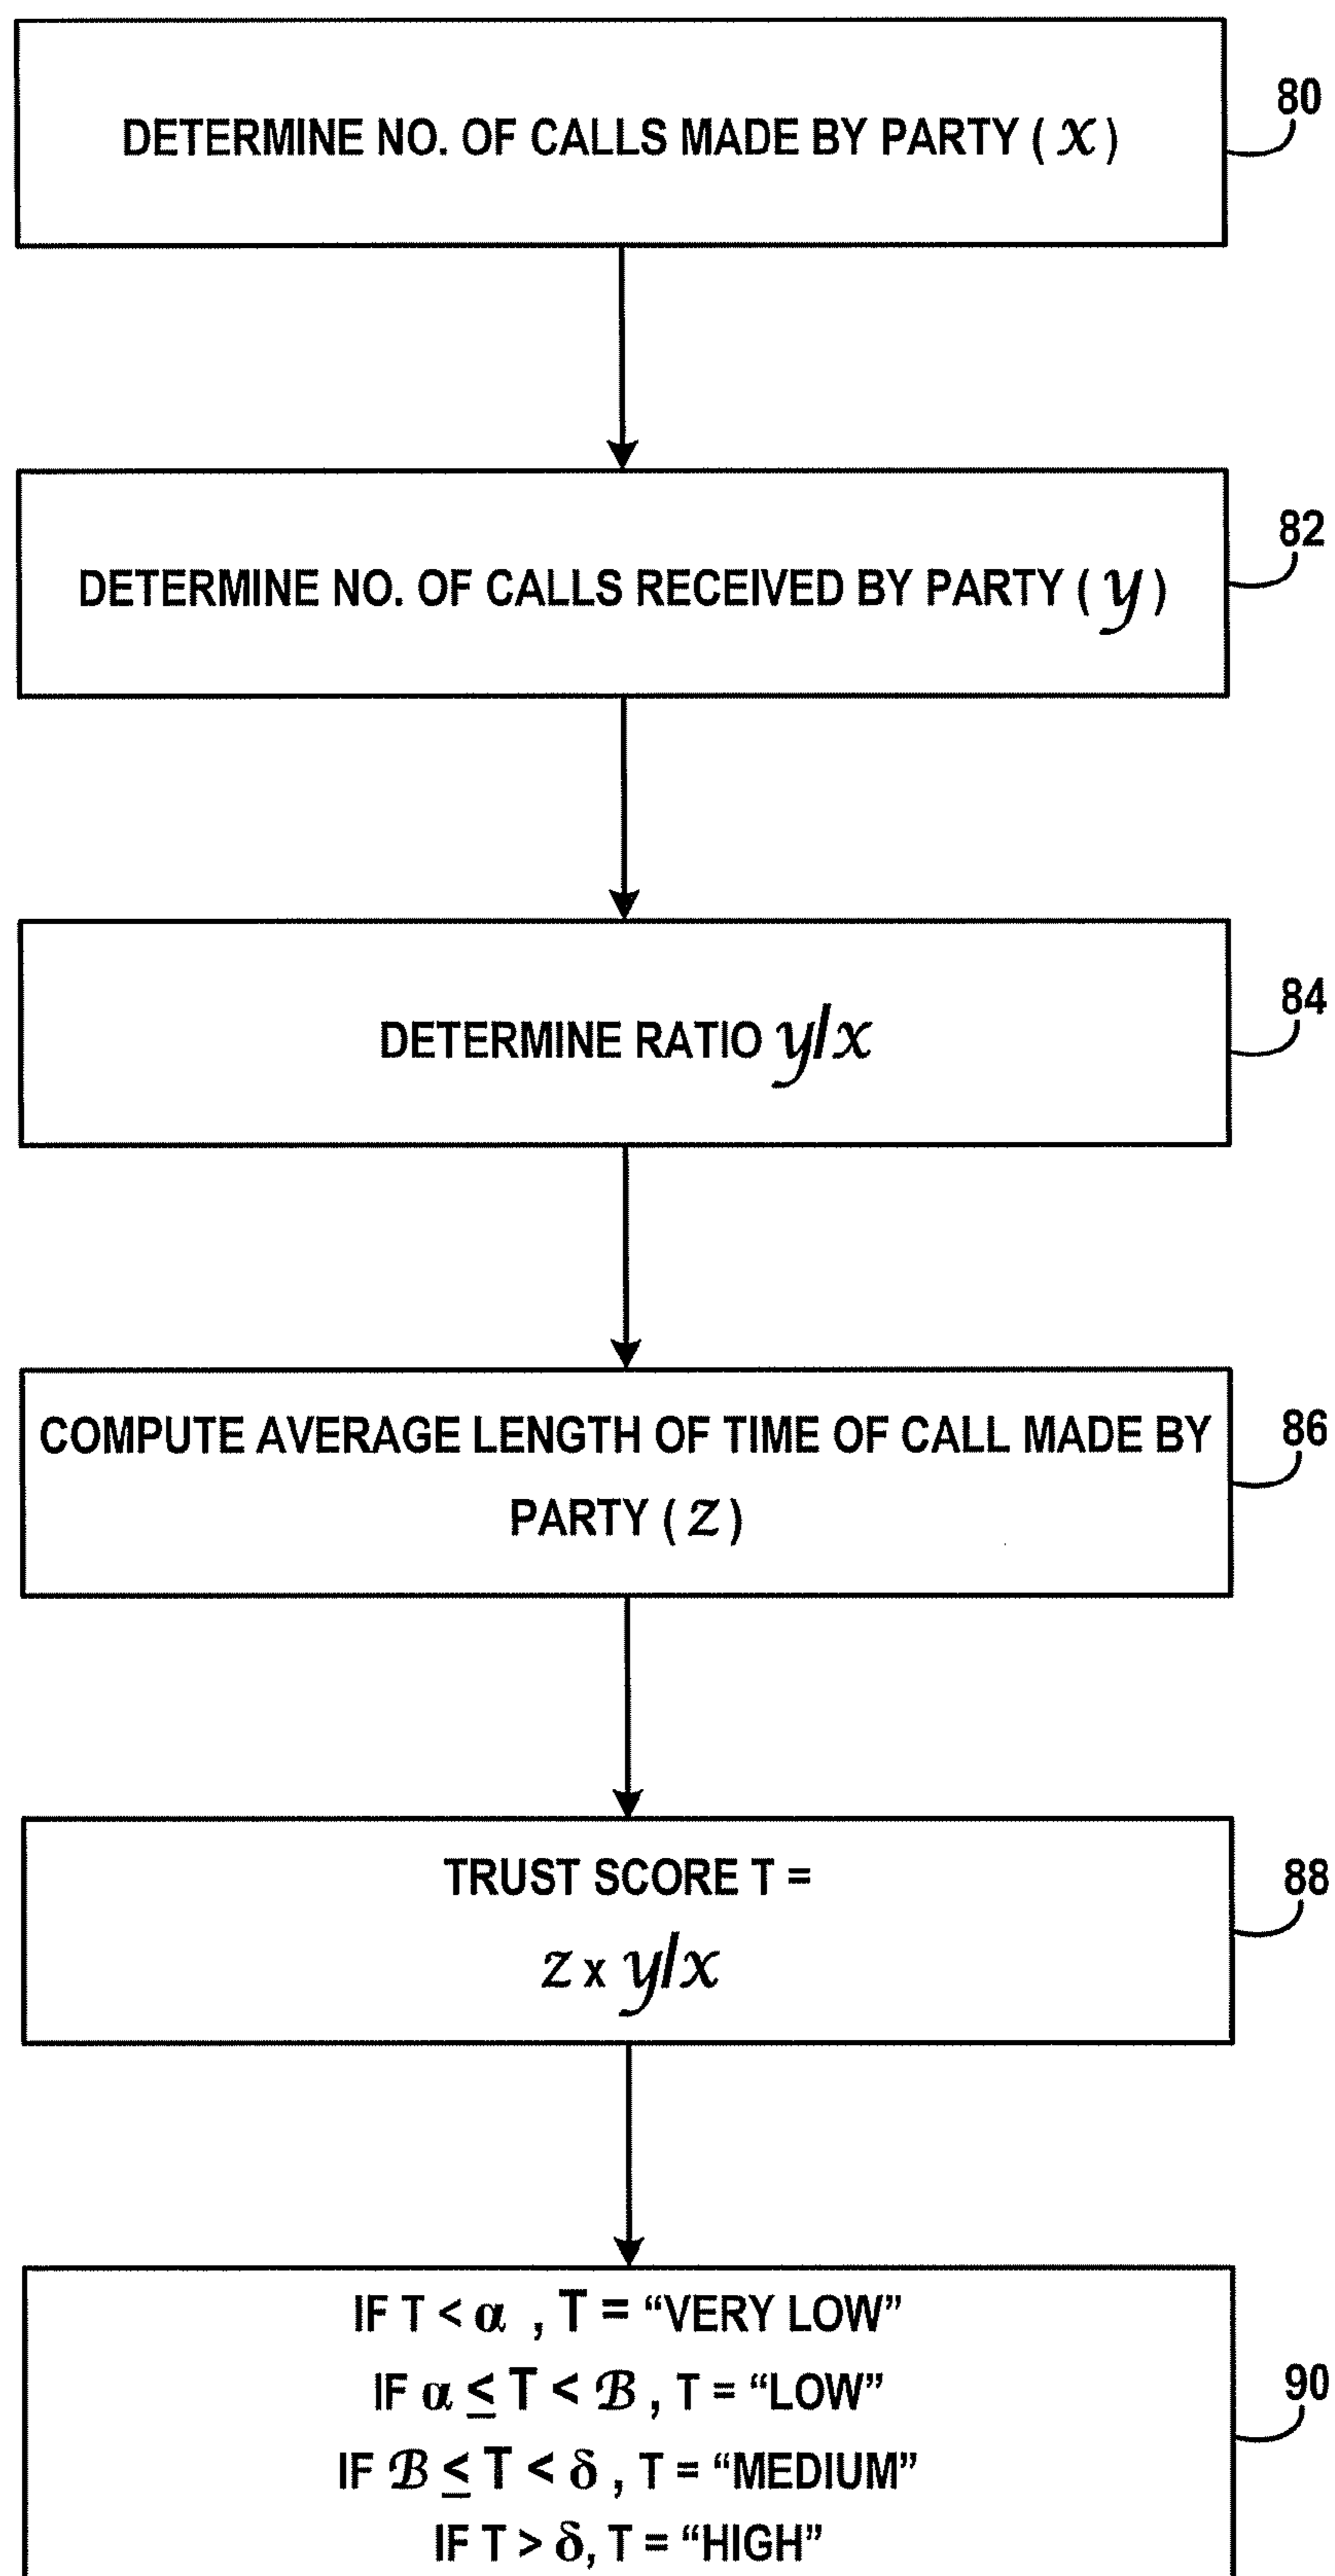 DETERMINE NO. OF CALLS MADE BY PARTY ( x )
80
DETERMINE NO. OF CALLS RECEIVED BY PARTY ( y )
82
DETERMINE RATIO y/x
84
COMPUTE AVERAGE LENGTH OF TIME OF CALL MADE BY
PARTY ( z )
86
TRUST SCORE T =
z x y/x
88
IF T < α , T = “VERY LOW”
IF α ≤ T < ℬ , T = “LOW”
IF ℬ ≤ T < δ , T = “MEDIUM”
IF T > δ, T = “HIGH”
90